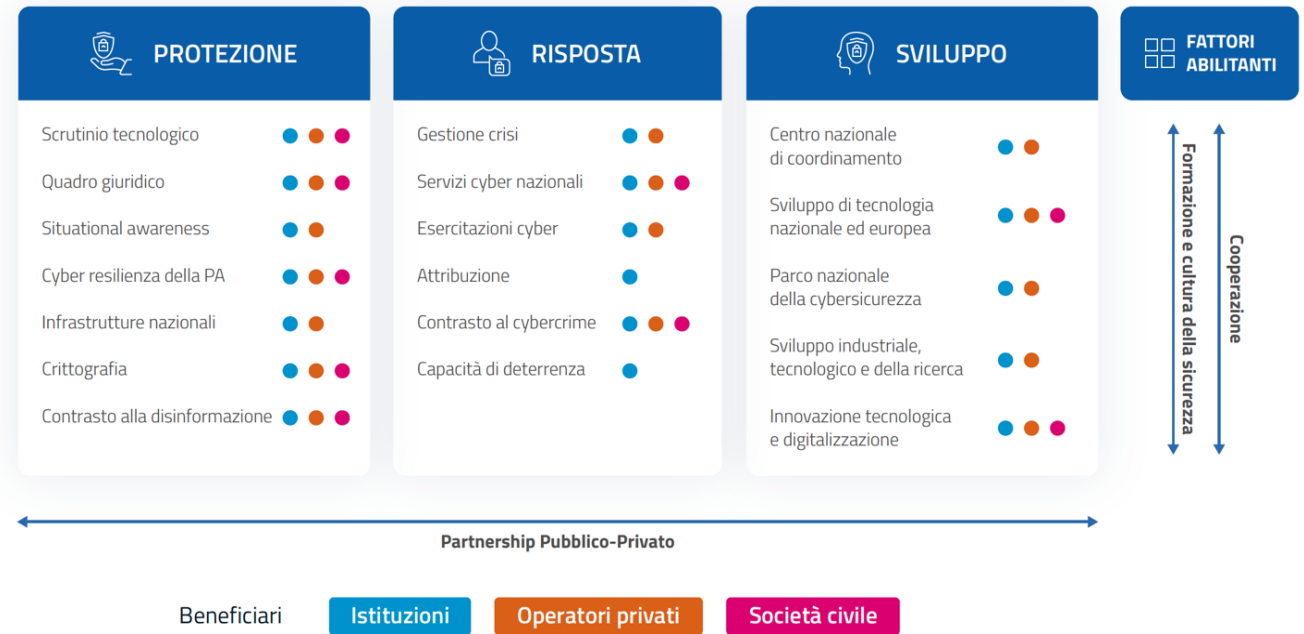 PROTEZIONE
Scrutinio tecnologico
Quadro giuridico
Situational awareness
Cyber resilienza della PA
Infrastrutture nazionali
Crittografia
Contrasto alla disinformazione
RISPOSTA
Gestione crisi
Servizi cyber nazionali
Esercitazioni cyber
Attribuzione
Contrasto al cybercrime
Capacità di deterrenza
SVILUPPO
Centro nazionale
di coordinamento
Sviluppo di tecnologia
nazionale ed europea
Parco nazionale
della cybersicurezza
Sviluppo industriale,
tecnologico e della ricerca
Innovazione tecnologica
e digitalizzazione
FATTORI
ABILITANTI
Formazione e cultura della sicurezza
Cooperazione
Partnership Pubblico-Privato
Beneficiari
Istituzioni
Operatori privati
Società civile